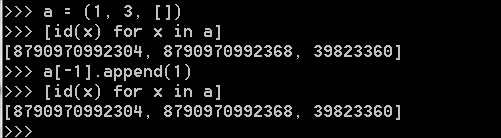 >>> a = (1, 3, [])
>>> [id(x) for x in a]
[8790970992304, 8790970992368, 39823360]
>>> a[-1].append(1)
>>> [id(x) for x in a]
[8790970992304, 8790970992368, 39823360]
>>>